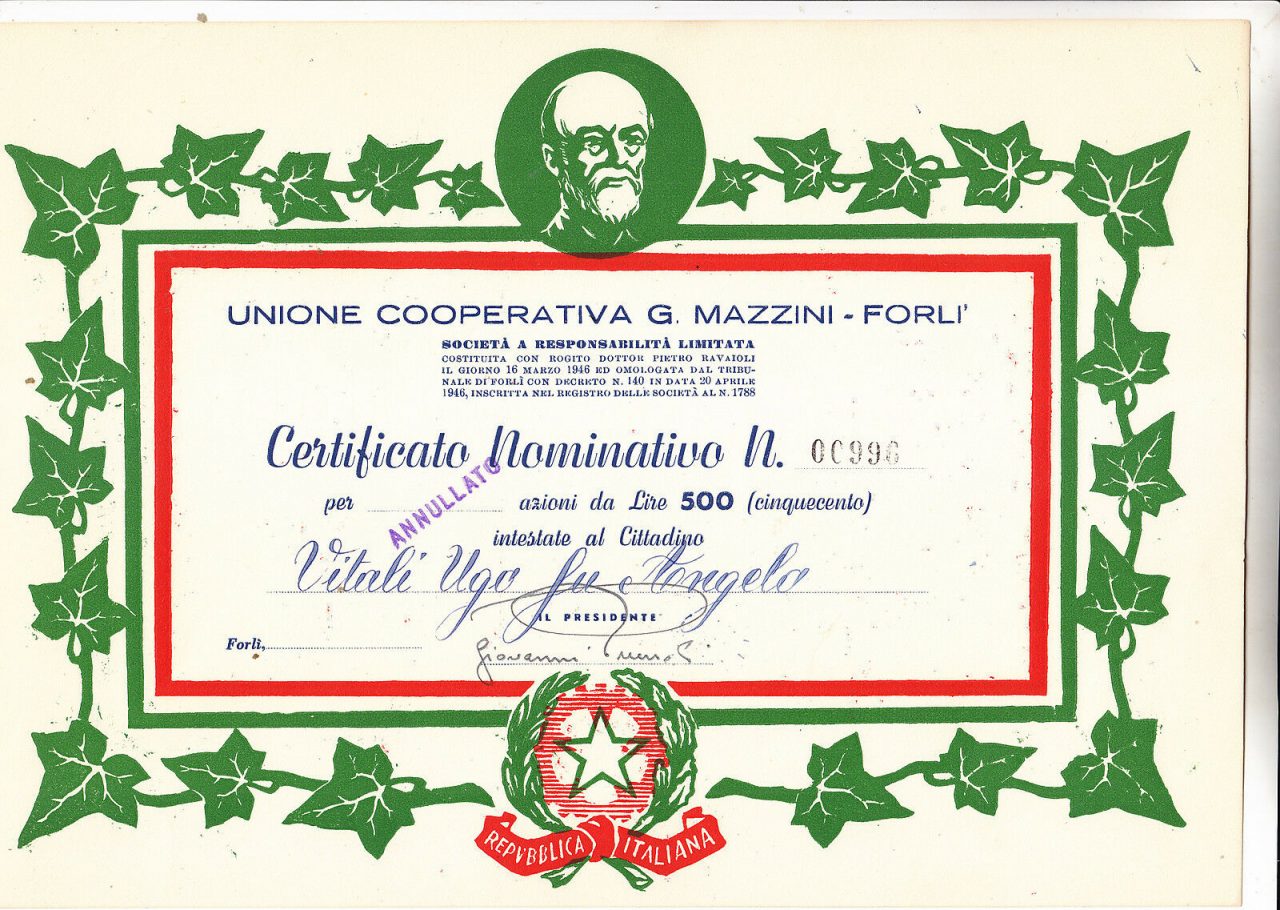 UNIONE COOPERATIVA G. MAZZINI - FORLI'
SOCIETÀ A RESPONSABILITÀ LIMITATA
COSTITUITA CON ROGITO DOTTOR PIETRO RAVAIOLI
IL GIORNO 16 MARZO 1946 ED OMOLOGATA DAL TRIBU-
NALE DI FORLÌ CON DECRETO N. 140 IN DATA 20 APRILE
1946, INSCRITTA NEL REGISTRO DELLE SOCIETÀ AL N. 1788
Certificato Nominativo N. 00996
per azioni da Lire 500 (cinquecento)
ANNULLATO
intestate al Cittadino
Vitali Ugo fu Angelo
IL PRESIDENTE
Forlì,
Giovanni
REPVBBLICA ITALIANA